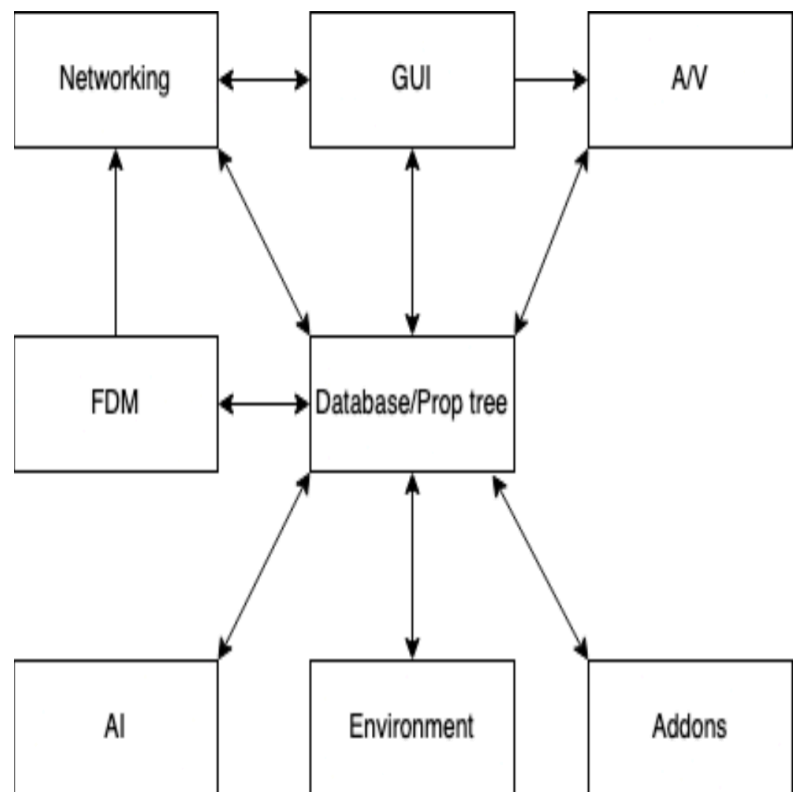 Networking
GUI
A/V
FDM
Database/Prop tree
AI
Environment
Addons